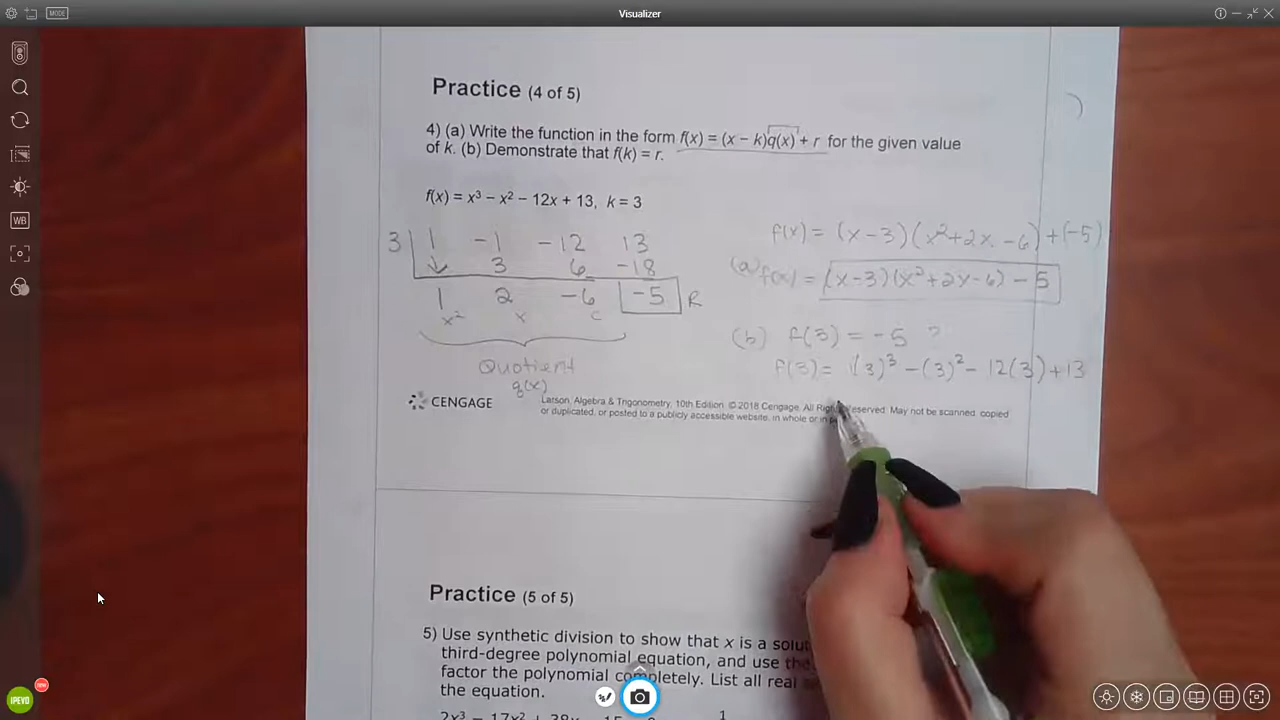 MODE
Visualizer
Practice (4 of 5)
4) (a) Write the function in the form f(x) = (x – k)q(x) + r for the given value
of k. (b) Demonstrate that f(k) = r.
f(x) = x³ – x² – 12x + 13, k = 3
3 1 -1 -12 13
3 6 -18
1 2 -6 -5 R
x² x c
Quotient
q(x)
f(x) = (x-3)(x²+2x-6)+(-5)
(a) f(x) = (x-3)(x²+2x-6) - 5
(b) f(3) = -5 ?
f(3) = (3)³ - (3)² - 12(3)+13
CENGAGE
Larson, Algebra & Trigonometry, 10th Edition. © 2018 Cengage. All Rights Reserved. May not be scanned, copied
or duplicated, or posted to a publicly accessible website, in whole or in
Practice (5 of 5)
5) Use synthetic division to show that x is a
third-degree polynomial equation, and use
factor the polynomial completely. List all real
the equation.
WB
IPEVO
new